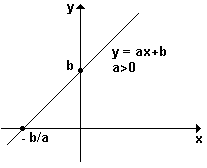 y
y = ax+b
b
a>0
- b/a
x